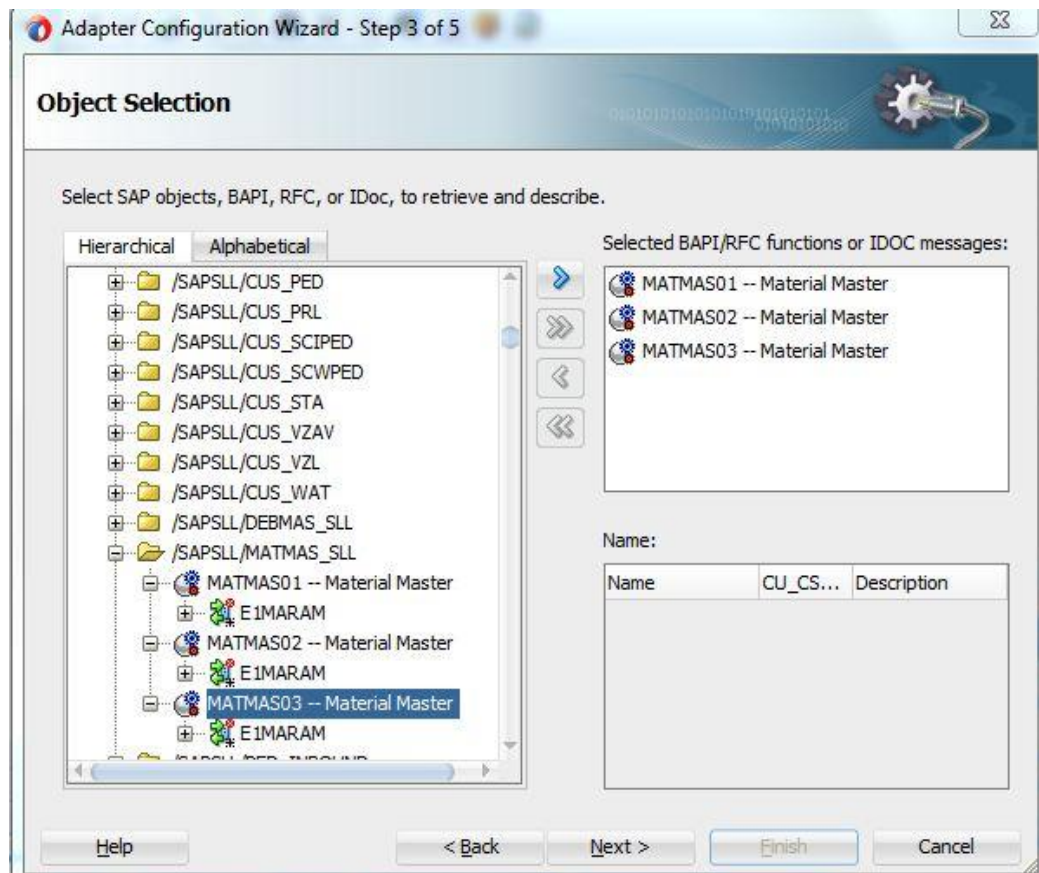 Adapter Configuration Wizard - Step 3 of 5
Object Selection
Select SAP objects, BAPI, RFC, or IDoc, to retrieve and describe.
Hierarchical Alphabetical
/SAPSLL/CUS_PED
/SAPSLL/CUS_PRL
/SAPSLL/CUS_SCIPED
/SAPSLL/CUS_SCWPED
/SAPSLL/CUS_STA
/SAPSLL/CUS_VZAV
/SAPSLL/CUS_VZL
/SAPSLL/CUS_WAT
/SAPSLL/DEBMAS_SLL
/SAPSLL/MATMAS_SLL
MATMAS01 -- Material Master
E1MARAM
MATMAS02 -- Material Master
E1MARAM
MATMAS03 -- Material Master
E1MARAM
Selected BAPI/RFC functions or IDOC messages:
MATMAS01 -- Material Master
MATMAS02 -- Material Master
MATMAS03 -- Material Master
Name:
Name CU_CS... Description
Help < Back Next > Finish Cancel